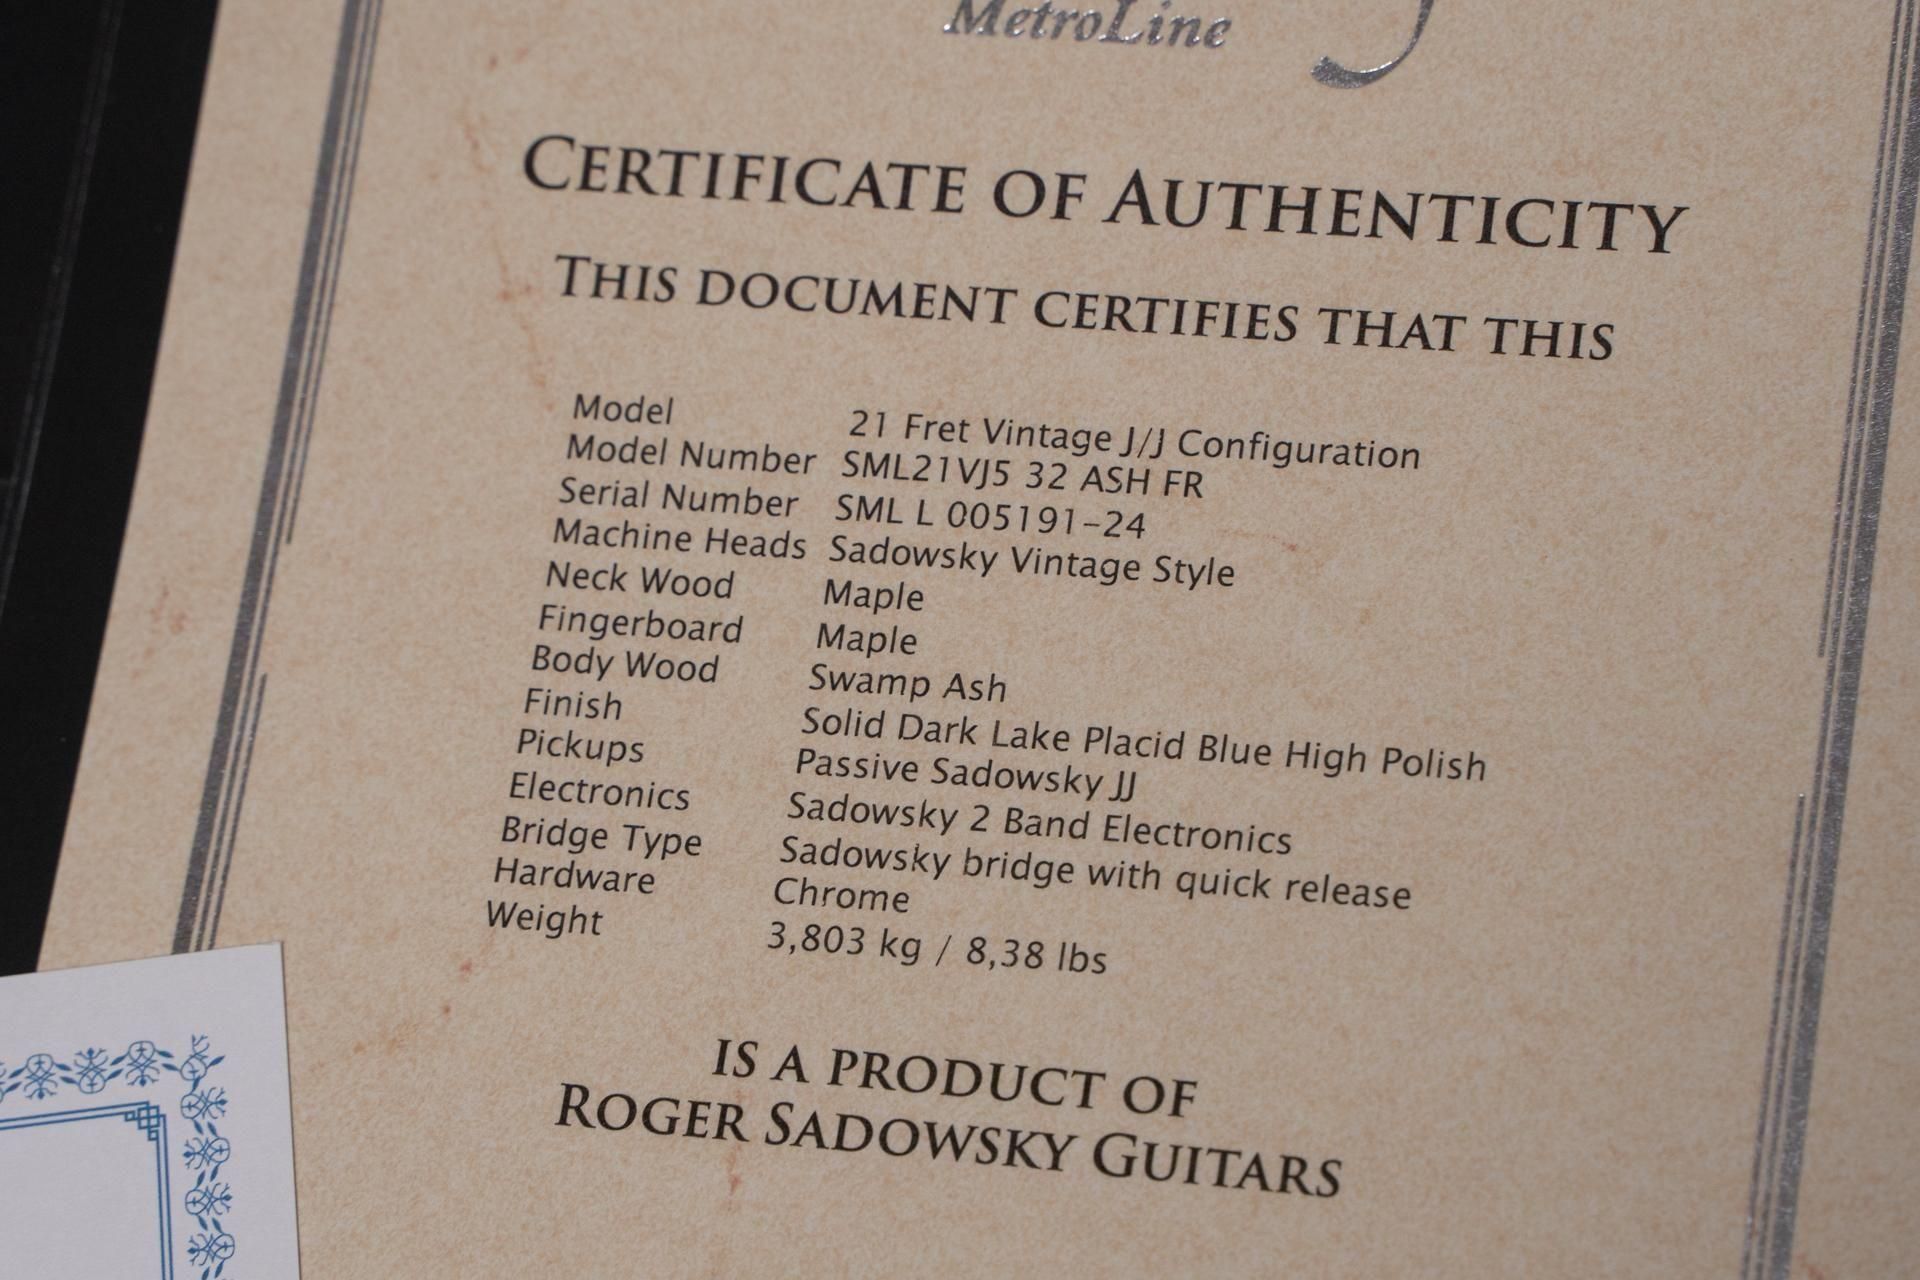 MetroLine
CERTIFICATE OF AUTHENTICITY
THIS DOCUMENT CERTIFIES THAT THIS
Model 21 Fret Vintage J/J Configuration
Model Number SML21VJ5 32 ASH FR
Serial Number SML L 005191-24
Machine Heads Sadowsky Vintage Style
Neck Wood Maple
Fingerboard Maple
Body Wood Swamp Ash
Finish Solid Dark Lake Placid Blue High Polish
Pickups Passive Sadowsky JJ
Electronics Sadowsky 2 Band Electronics
Bridge Type Sadowsky bridge with quick release
Hardware Chrome
Weight 3,803 kg / 8,38 lbs
IS A PRODUCT OF
ROGER SADOWSKY GUITARS